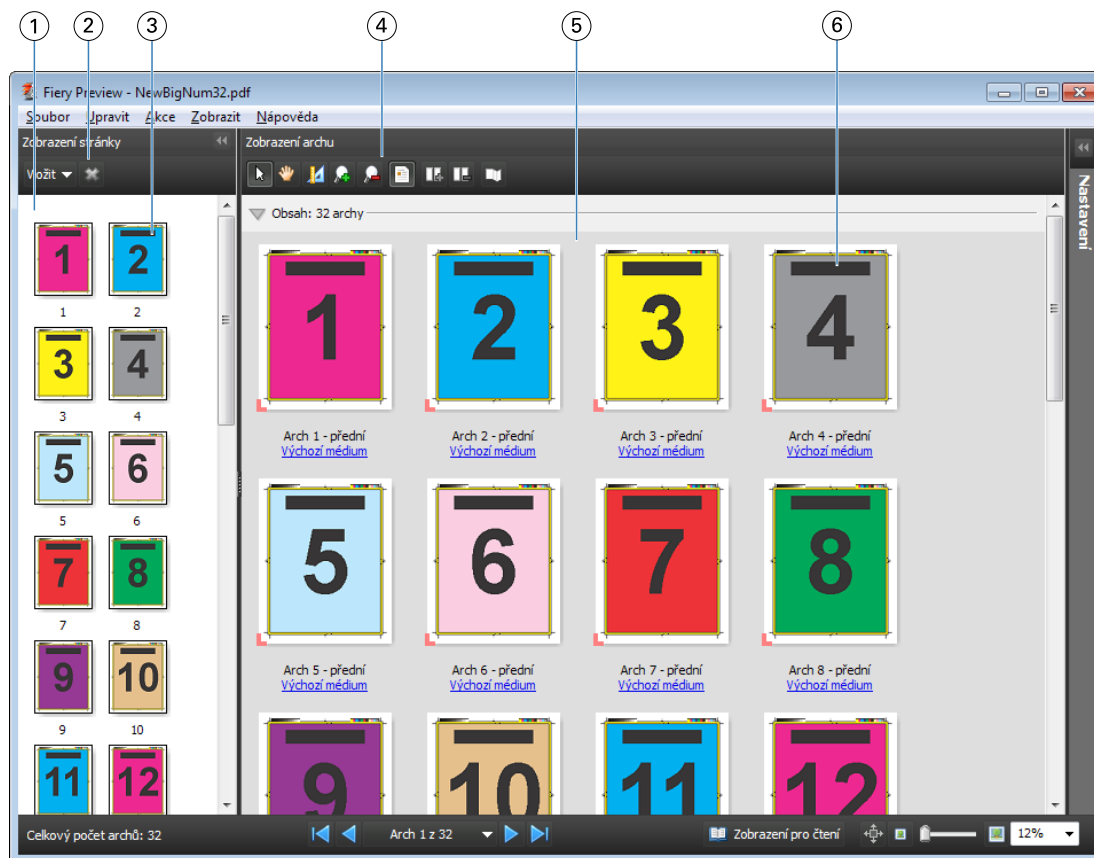 1 2 3 4 5 6
Fiery Preview - NewBigNum32.pdf
Soubor Upravit Akce Zobrazit Nápověda
Zobrazení stránky Zobrazení archu
Vložit
Nastavení
Obsah: 32 archy
1 2
1 2
3 4
3 4
5 6
5 6
7 8
7 8
9 10
9 10
11 12
1 2 3 4
Arch 1 - přední Arch 2 - přední Arch 3 - přední Arch 4 - přední
Výchozí médium Výchozí médium Výchozí médium Výchozí médium
5 6 7 8
Arch 5 - přední Arch 6 - přední Arch 7 - přední Arch 8 - přední
Výchozí médium Výchozí médium Výchozí médium Výchozí médium
9 10 11 12
Celkový počet archů: 32 Arch 1 z 32 Zobrazení pro čtení 12%